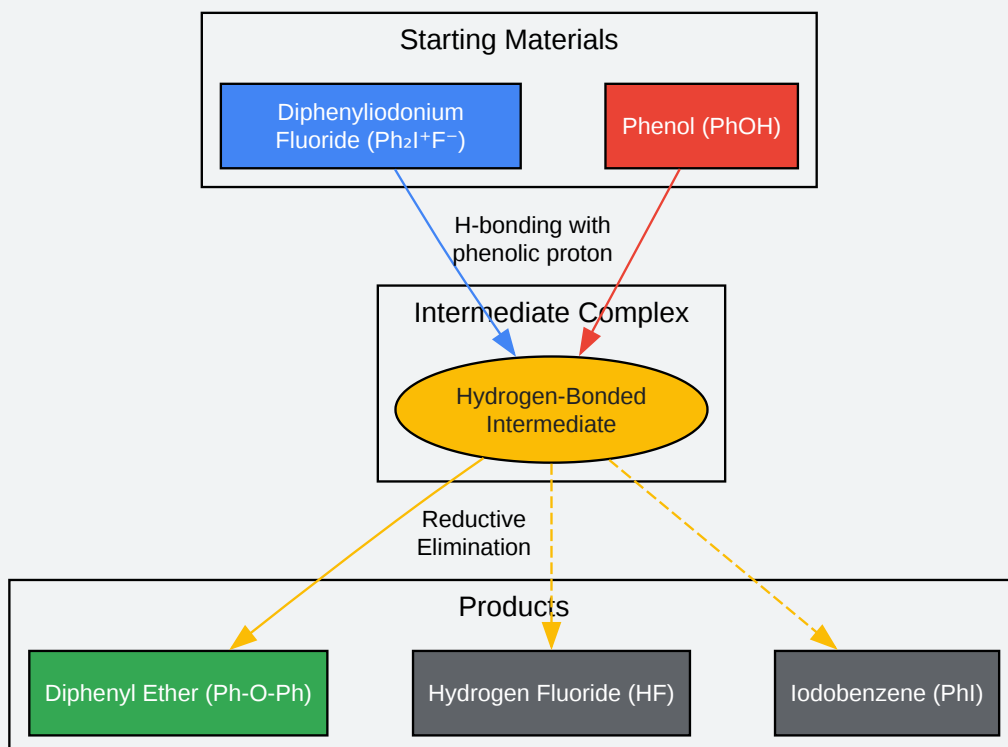 Starting Materials
Diphenyliodonium
Fluoride (Ph₂I⁺F⁻)
Phenol (PhOH)
H-bonding with
phenolic proton
Intermediate Complex
Hydrogen-Bonded
Intermediate
Reductive
Elimination
Products
Diphenyl Ether (Ph-O-Ph)
Hydrogen Fluoride (HF)
Iodobenzene (PhI)